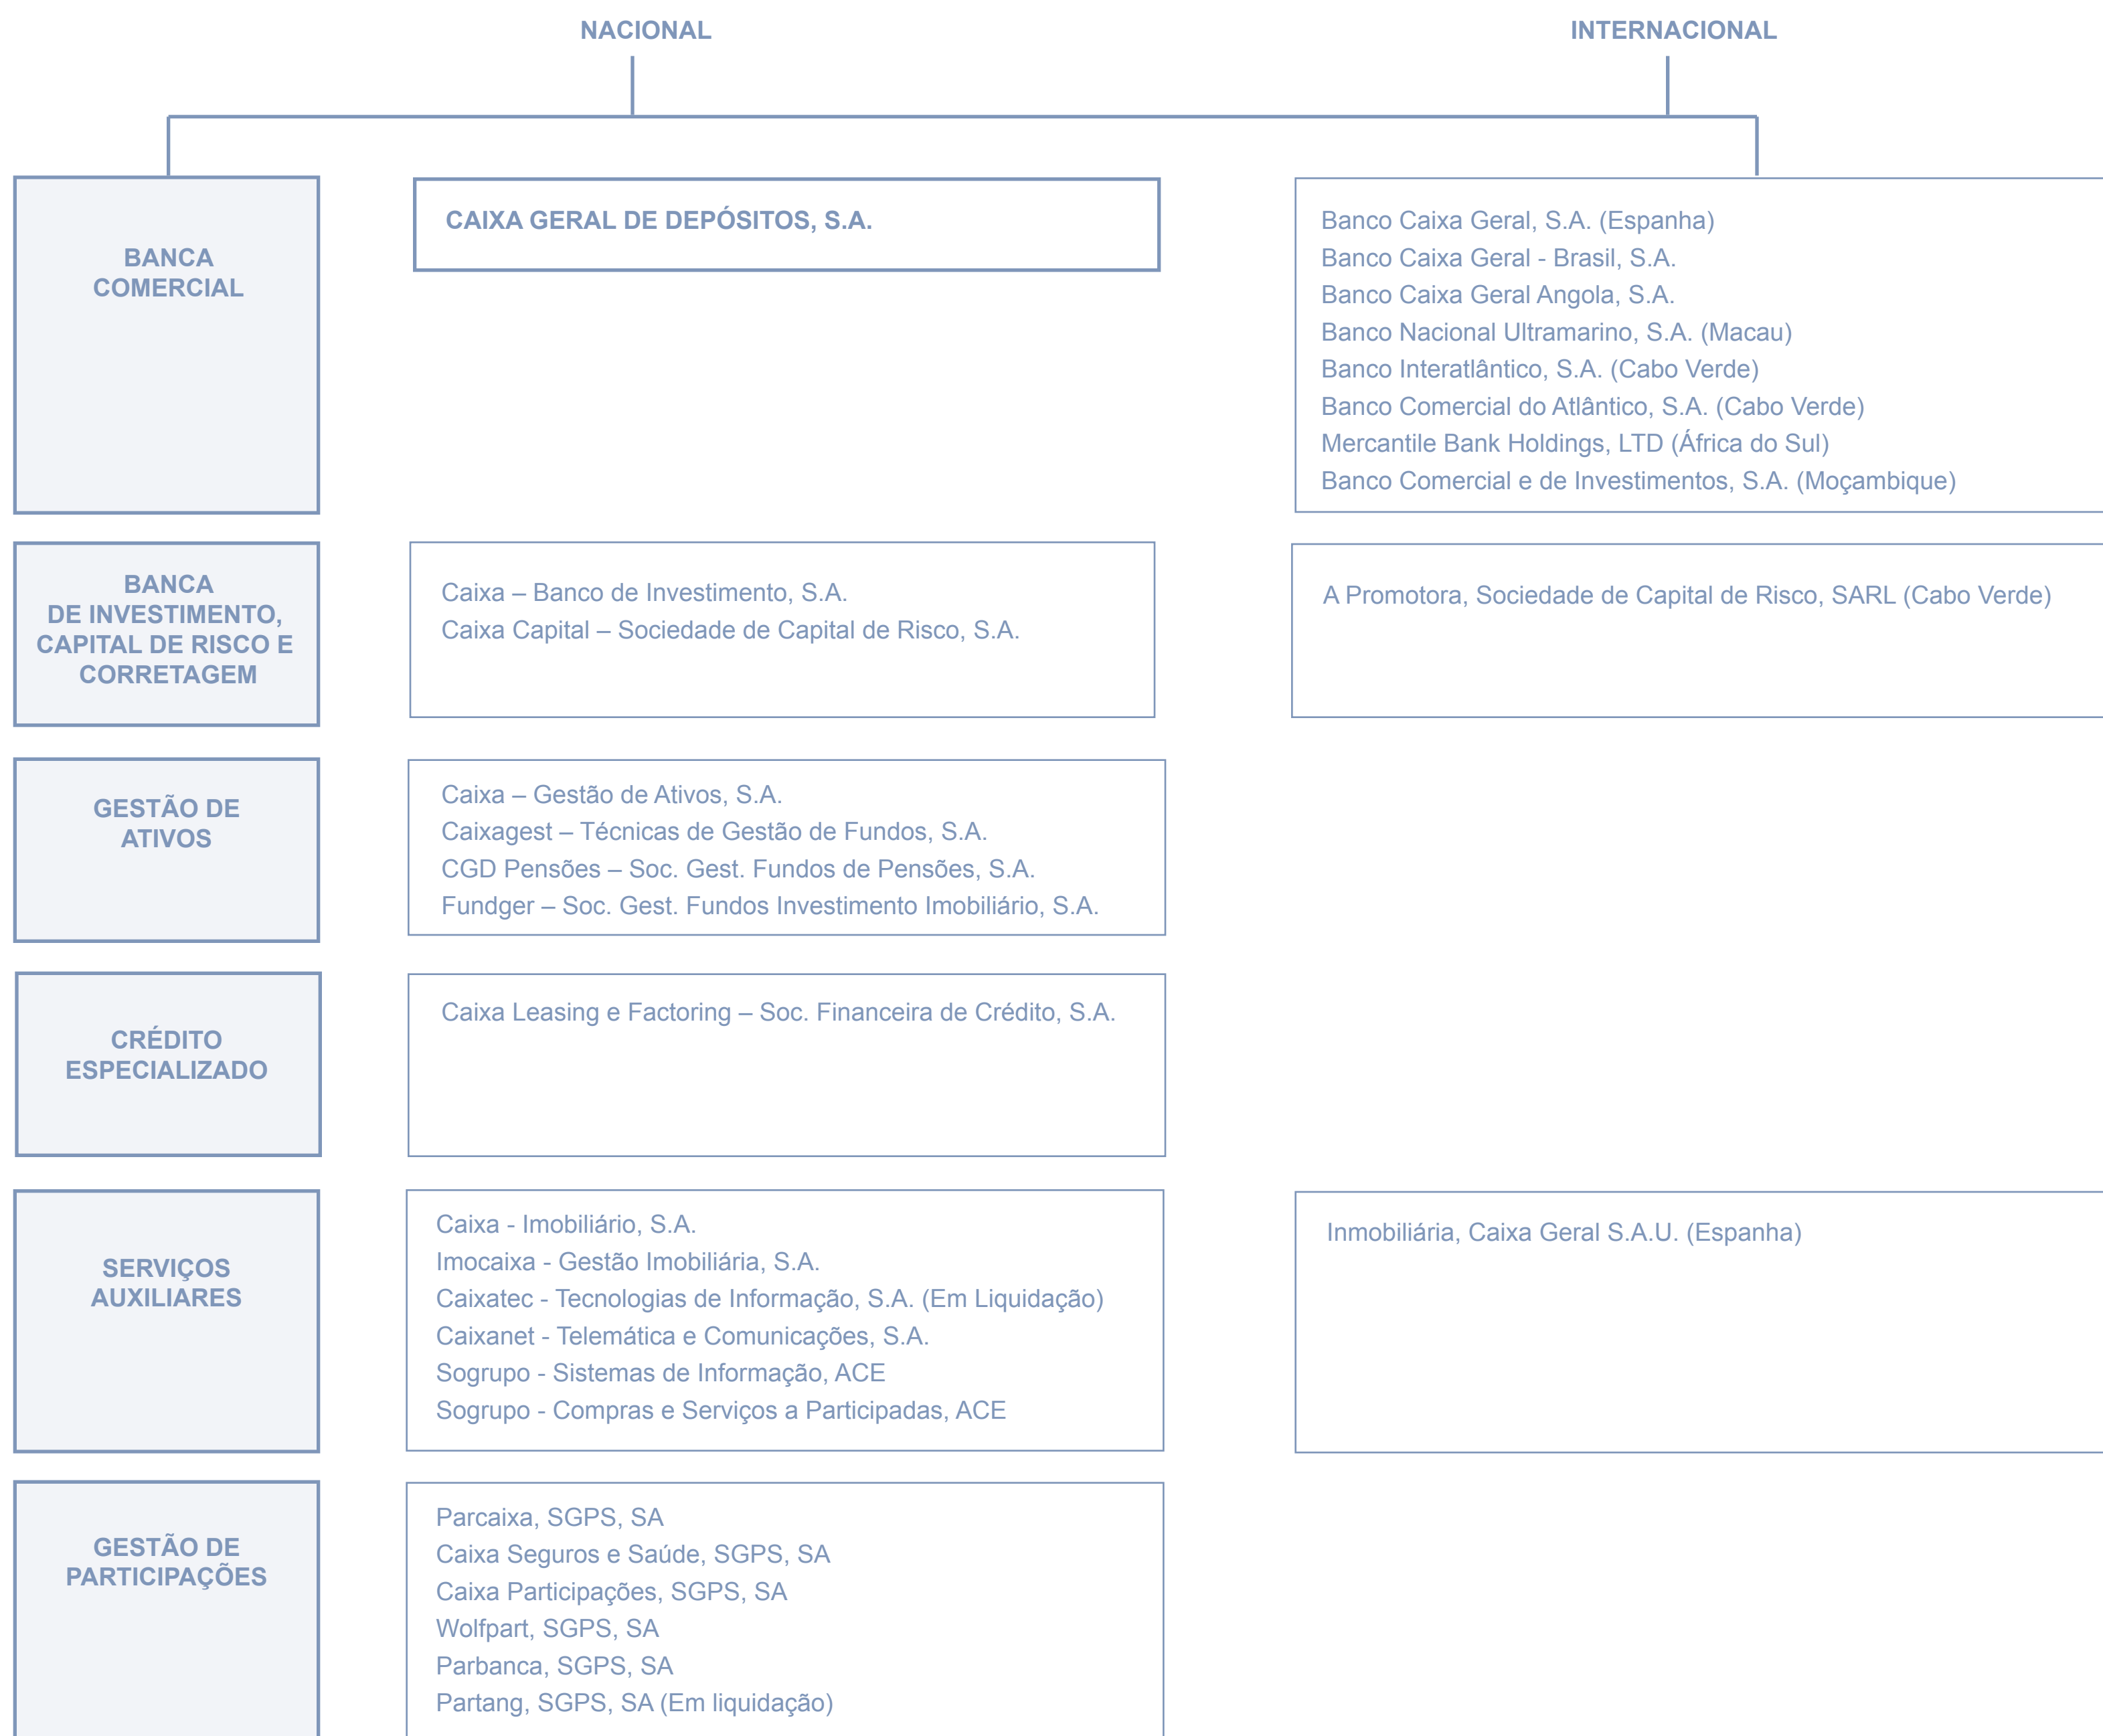 NACIONAL
INTERNACIONAL
BANCA
COMERCIAL
CAIXA GERAL DE DEPÓSITOS, S.A.
Banco Caixa Geral, S.A. (Espanha)
Banco Caixa Geral - Brasil, S.A.
Banco Caixa Geral Angola, S.A.
Banco Nacional Ultramarino, S.A. (Macau)
Banco Interatlântico, S.A. (Cabo Verde)
Banco Comercial do Atlântico, S.A. (Cabo Verde)
Mercantile Bank Holdings, LTD (África do Sul)
Banco Comercial e de Investimentos, S.A. (Moçambique)
BANCA
DE INVESTIMENTO,
CAPITAL DE RISCO E
CORRETAGEM
Caixa – Banco de Investimento, S.A.
Caixa Capital – Sociedade de Capital de Risco, S.A.
A Promotora, Sociedade de Capital de Risco, SARL (Cabo Verde)
GESTÃO DE
ATIVOS
Caixa – Gestão de Ativos, S.A.
Caixagest – Técnicas de Gestão de Fundos, S.A.
CGD Pensões – Soc. Gest. Fundos de Pensões, S.A.
Fundger – Soc. Gest. Fundos Investimento Imobiliário, S.A.
CRÉDITO
ESPECIALIZADO
Caixa Leasing e Factoring – Soc. Financeira de Crédito, S.A.
SERVIÇOS
AUXILIARES
Caixa - Imobiliário, S.A.
Imocaixa - Gestão Imobiliária, S.A.
Caixatec - Tecnologias de Informação, S.A. (Em Liquidação)
Caixanet - Telemática e Comunicações, S.A.
Sogrupo - Sistemas de Informação, ACE
Sogrupo - Compras e Serviços a Participadas, ACE
Inmobiliária, Caixa Geral S.A.U. (Espanha)
GESTÃO DE
PARTICIPAÇÕES
Parcaixa, SGPS, SA
Caixa Seguros e Saúde, SGPS, SA
Caixa Participações, SGPS, SA
Wolfpart, SGPS, SA
Parbanca, SGPS, SA
Partang, SGPS, SA (Em liquidação)